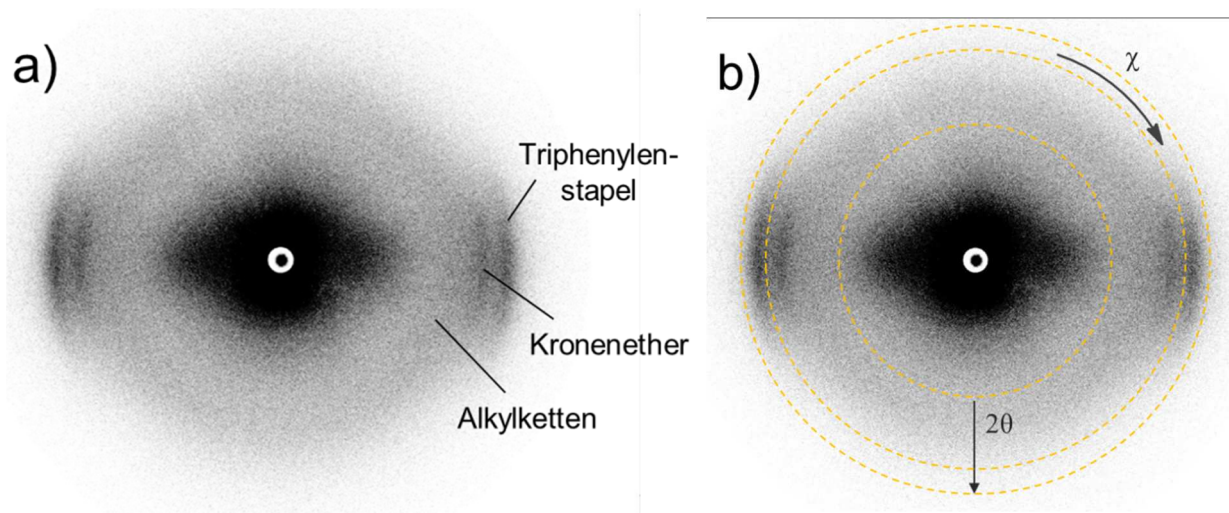 a)
Triphenylen-
stapel
Kronenether
Alkylketten
b)
χ
2θ